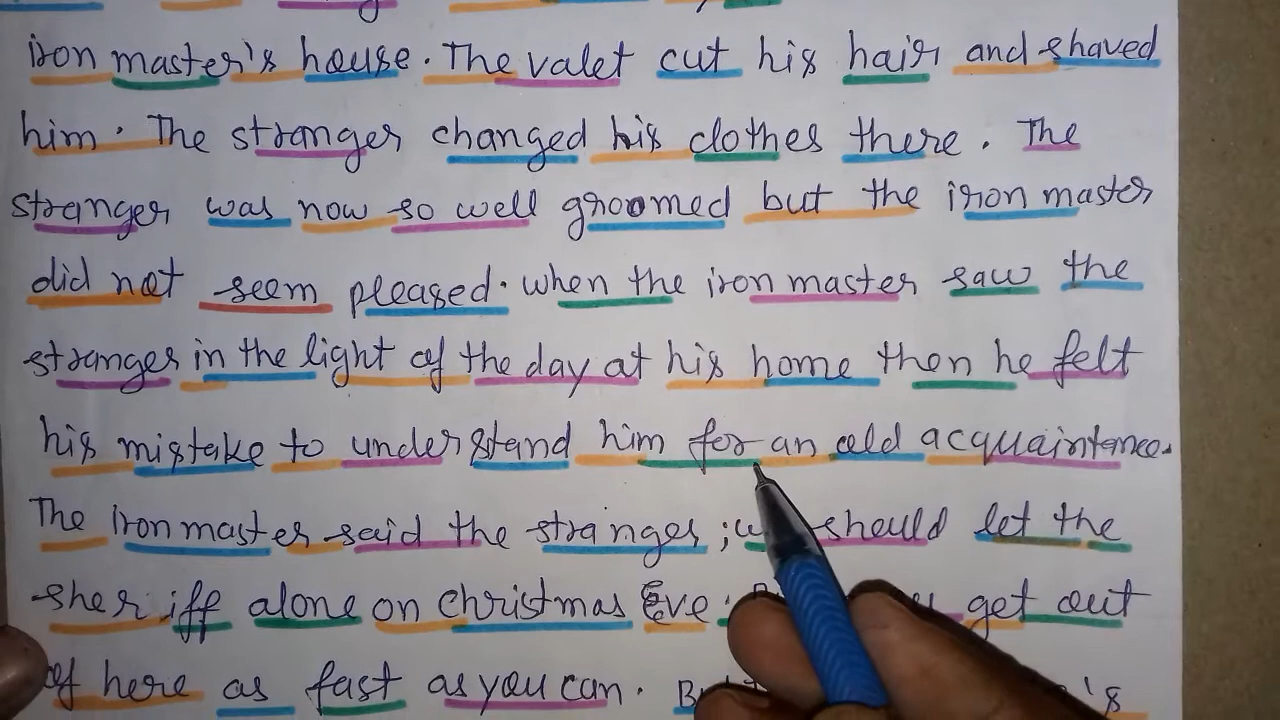 iron master's house. The valet cut his hair and shaved
him. The stranger changed his clothes there. The
stranger was now so well groomed but the iron master
did not seem pleased. when the iron master saw the
stranger in the light of the day at his home then he felt
his mistake to understand him for an old acquaintance.
The iron master said the stranger; should let the
sheriff alone on christmas Eve. get out
of here as fast as you can.